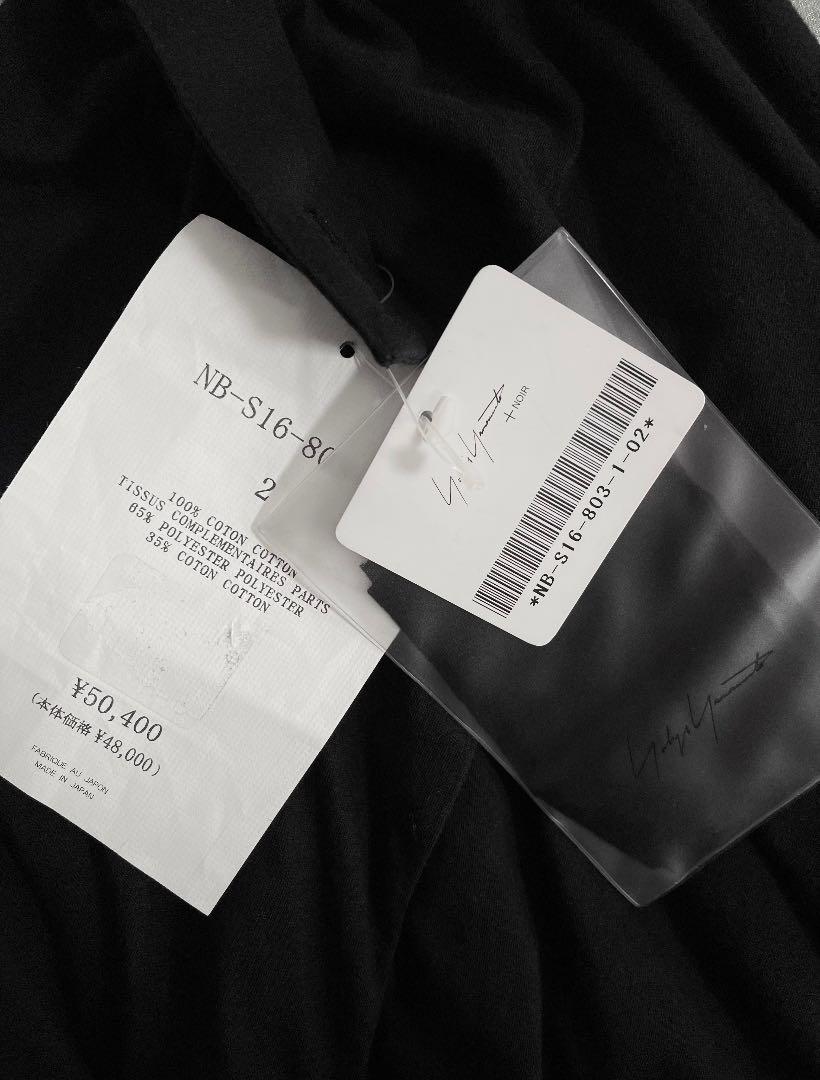 NB-S16-80
2
100% COTON COTTON
TISSUS COMPLEMENTAIRES PARTS
65% POLYESTER POLYESTER
35% COTON COTTON
¥50,400
(本体価格 ¥48,000)
FABRIQUE AU JAPON
MADE IN JAPAN
Yohji Yamamoto
+NOIR
*NB-S16-803-1-02*
Yohji Yamamoto